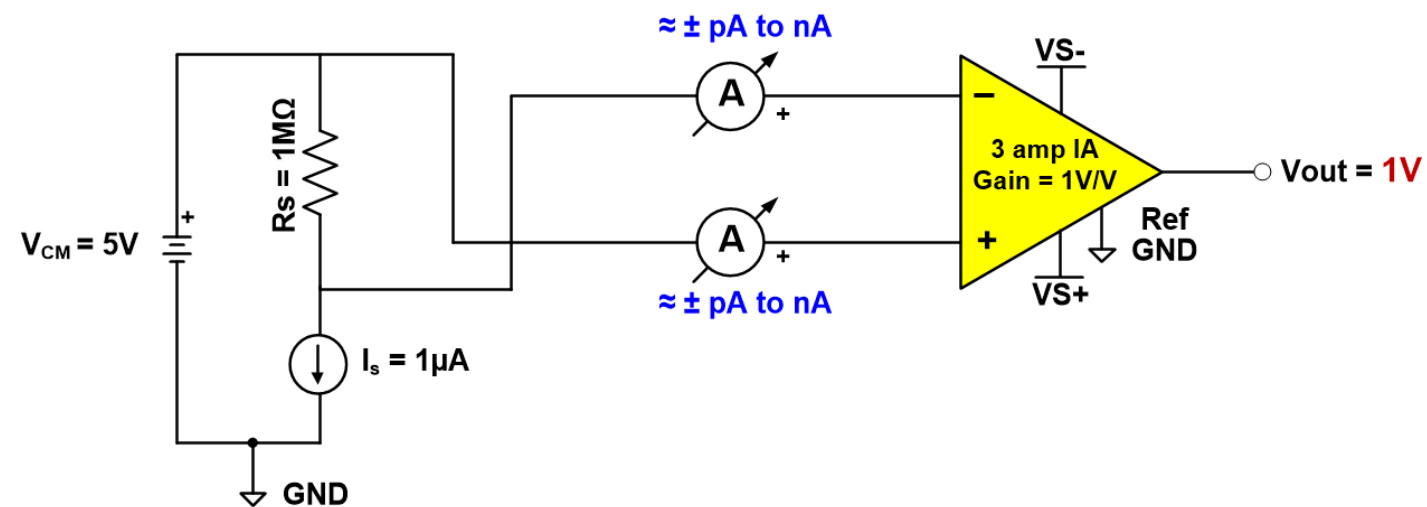 ≈ ± pA to nA
A
+
VS-
−
3 amp IA
Gain = 1V/V
Vout = 1V
Rs = 1MΩ
+
V_CM = 5V
A
+
+
Ref
GND
VS+
≈ ± pA to nA
I_s = 1µA
GND